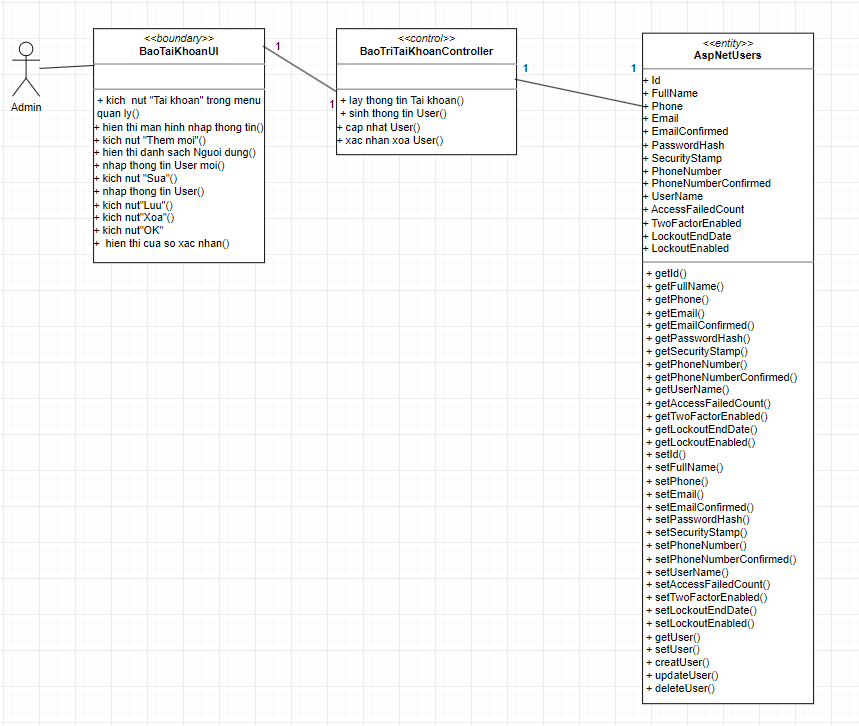 Admin
<<boundary>>
BaoTaiKhoanUI
+ kich nut "Tai khoan" trong menu
quan ly()
+ hien thi man hinh nhap thong tin()
+ kich nut "Them moi"()
+ hien thi danh sach Nguoi dung()
+ nhap thong tin User moi()
+ kich nut "Sua"()
+ nhap thong tin User()
+ kich nut"Luu"()
+ kich nut"Xoa"()
+ kich nut"OK"
+ hien thi cua so xac nhan()
1
1
<<control>>
BaoTriTaiKhoanController
+ lay thong tin Tai khoan()
+ sinh thong tin User()
+ cap nhat User()
+ xac nhan xoa User()
1
1
<<entity>>
AspNetUsers
+ Id
+ FullName
+ Phone
+ Email
+ EmailConfirmed
+ PasswordHash
+ SecurityStamp
+ PhoneNumber
+ PhoneNumberConfirmed
+ UserName
+ AccessFailedCount
+ TwoFactorEnabled
+ LockoutEndDate
+ LockoutEnabled
+ getId()
+ getFullName()
+ getPhone()
+ getEmail()
+ getEmailConfirmed()
+ getPasswordHash()
+ getSecurityStamp()
+ getPhoneNumber()
+ getPhoneNumberConfirmed()
+ getUserName()
+ getAccessFailedCount()
+ getTwoFactorEnabled()
+ getLockoutEndDate()
+ getLockoutEnabled()
+ setId()
+ setFullName()
+ setPhone()
+ setEmail()
+ setEmailConfirmed()
+ setPasswordHash()
+ setSecurityStamp()
+ setPhoneNumber()
+ setPhoneNumberConfirmed()
+ setUserName()
+ setAccessFailedCount()
+ setTwoFactorEnabled()
+ setLockoutEndDate()
+ setLockoutEnabled()
+ getUser()
+ setUser()
+ creatUser()
+ updateUser()
+ deleteUser()